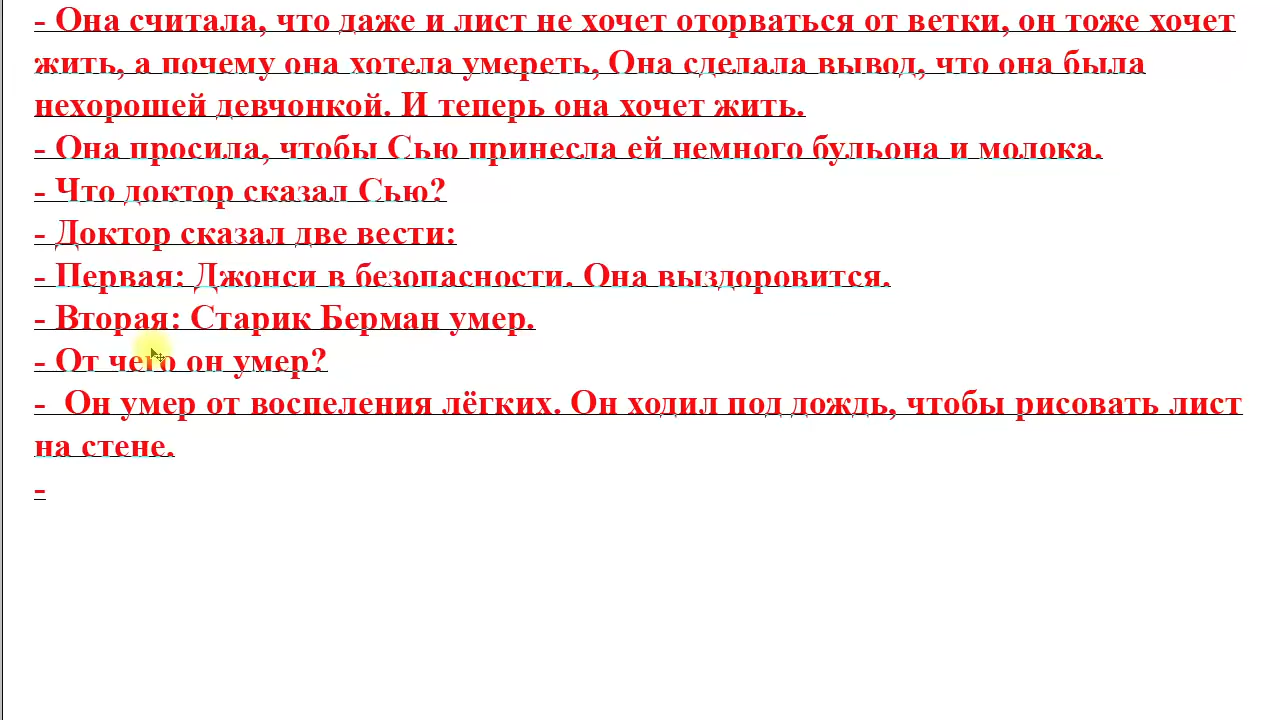 - Она считала, что даже и лист не хочет оторваться от ветки, он тоже хочет
жить, а почему она хотела умереть, Она сделала вывод, что она была
нехорошей девчонкой. И теперь она хочет жить.
- Она просила, чтобы Сью принесла ей немного бульона и молока.
- Что доктор сказал Сью?
- Доктор сказал две вести:
- Первая: Джонси в безопасности. Она выздоровится.
- Вторая: Старик Берман умер.
- От чего он умер?
- Он умер от воспеления лёгких. Он ходил под дождь, чтобы рисовать лист
на стене.
-